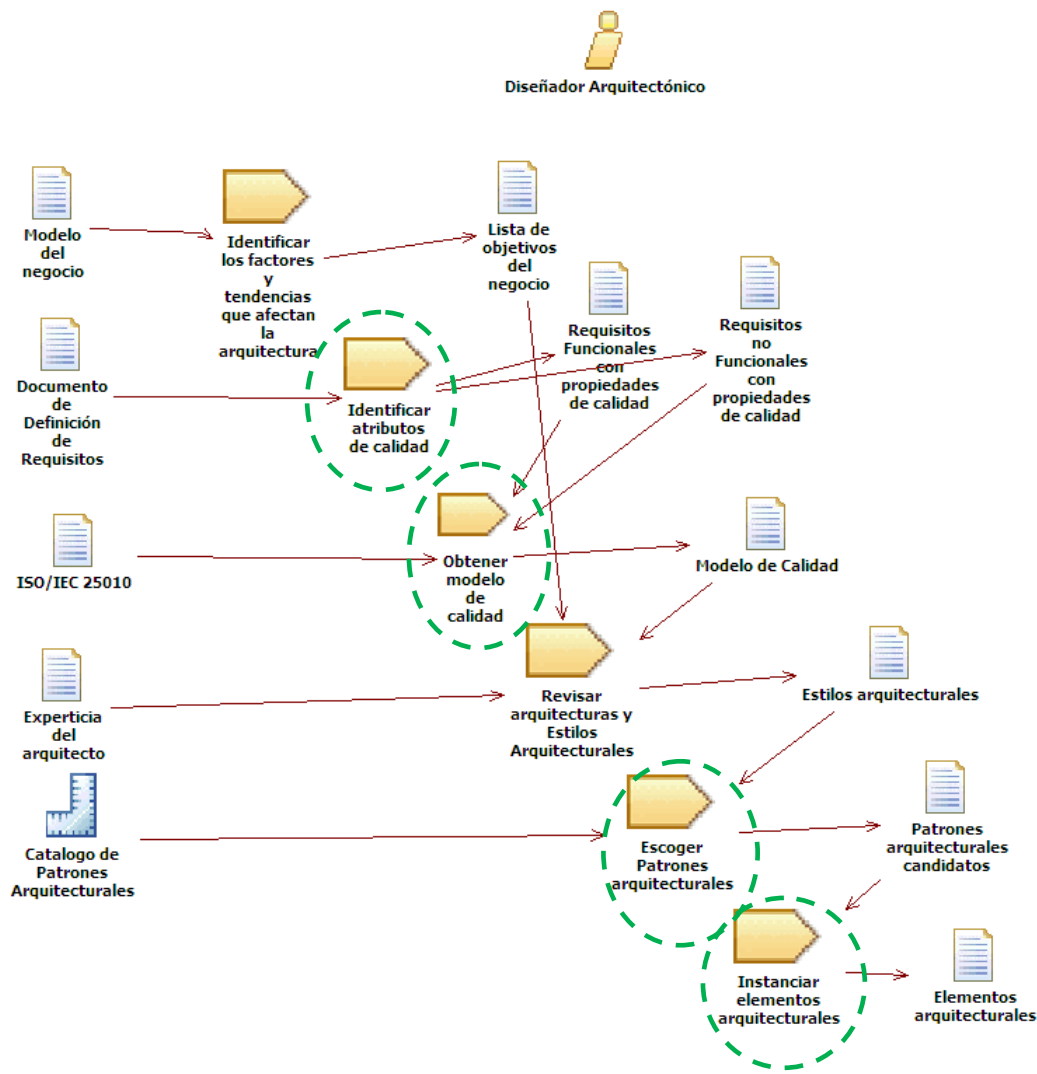 Diseñador Arquitectónico
Modelo
del
negocio
Identificar
los factores
y
tendencias
que afectan
la
arquitectura
Lista de
objetivos
del
negocio
Requisitos
Funcionales
con
propiedades
de calidad
Requisitos
no
Funcionales
con
propiedades
de calidad
Documento
de
Definición
de
Requisitos
Identificar
atributos
de calidad
ISO/IEC 25010
Obtener
modelo
de
calidad
Modelo de Calidad
Experticia
del
arquitecto
Revisar
arquitecturas y
Estilos
Arquitecturales
Estilos arquitecturales
Catalogo de
Patrones
Arquitecturales
Escoger
Patrones
arquitecturales
Patrones
arquitecturales
candidatos
Instanciar
elementos
arquitecturales
Elementos
arquitecturales